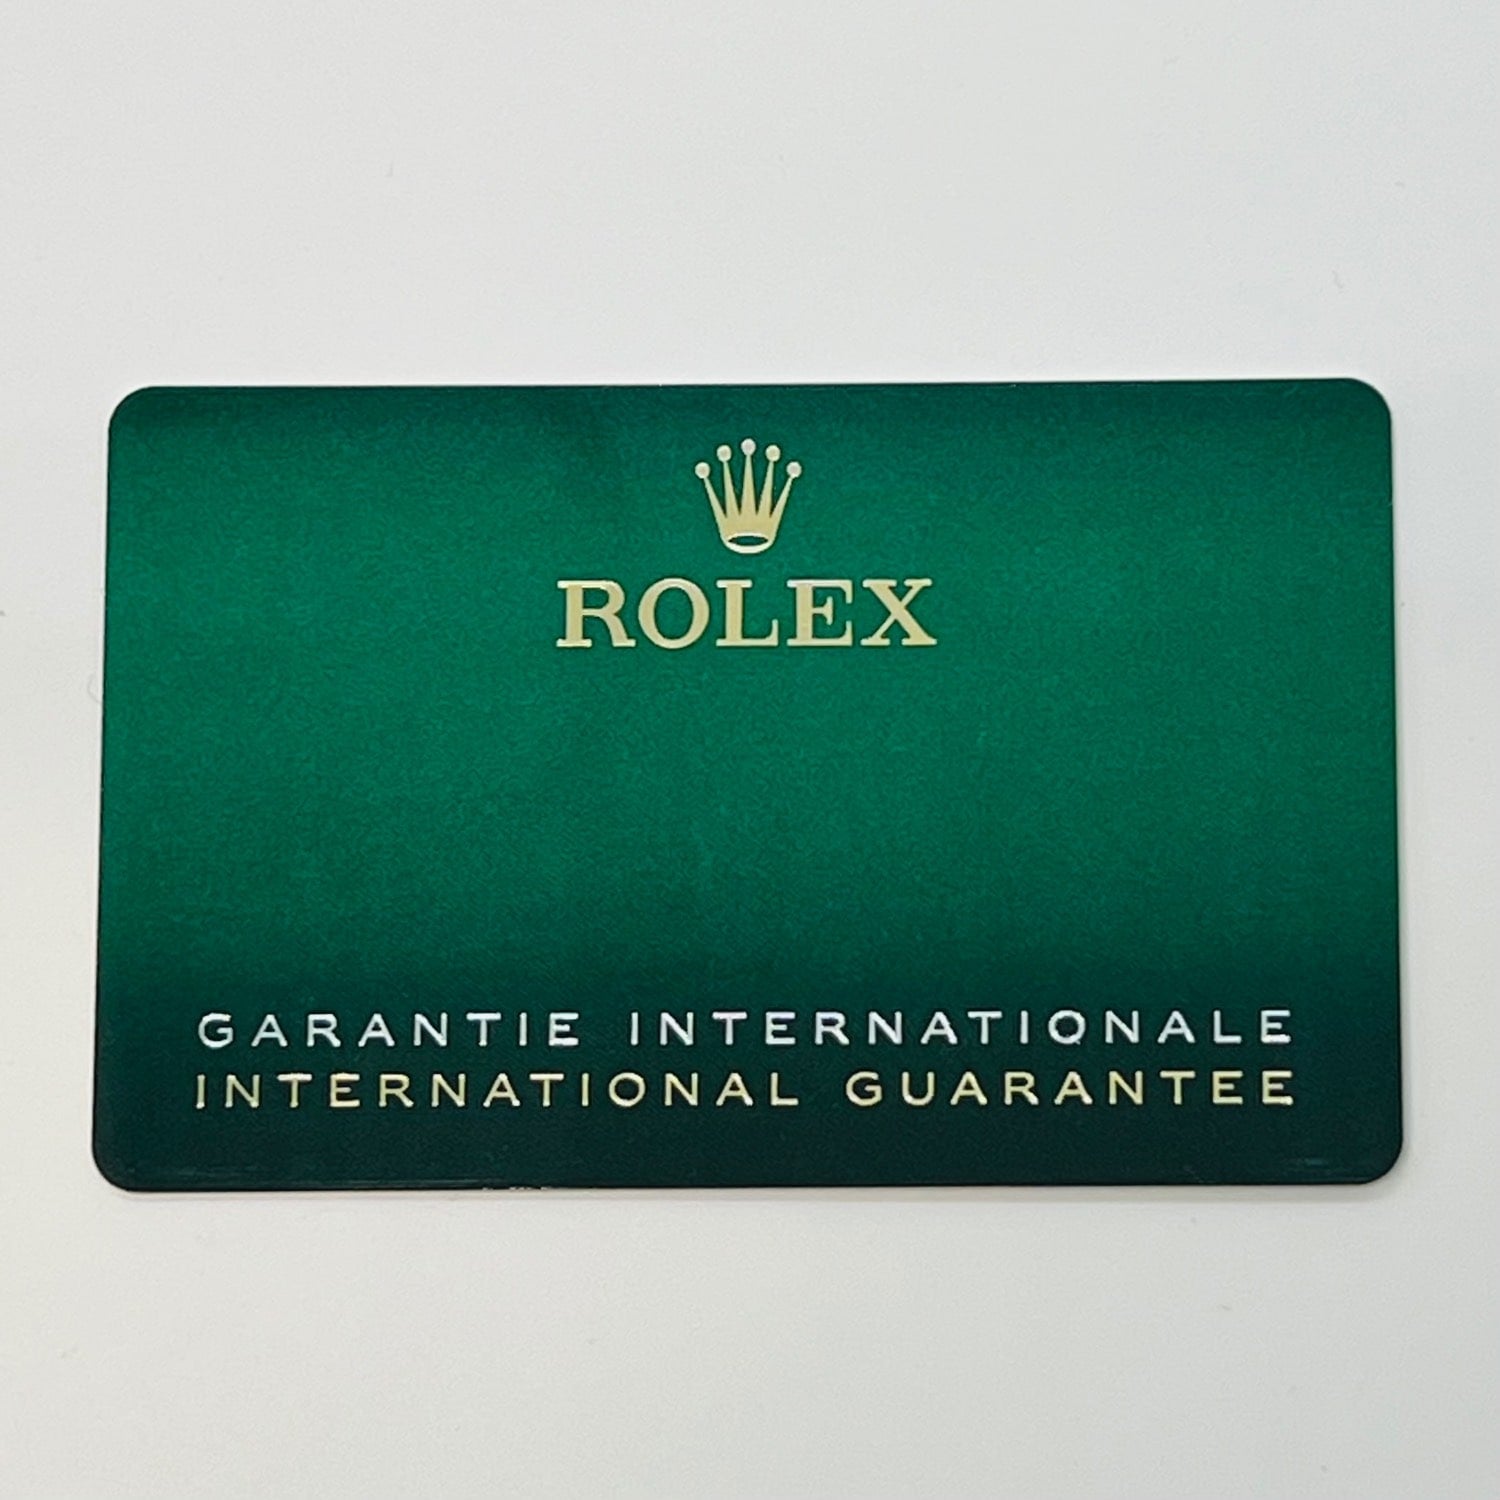 ROLEX
GARANTIE INTERNATIONALE
INTERNATIONAL GUARANTEE